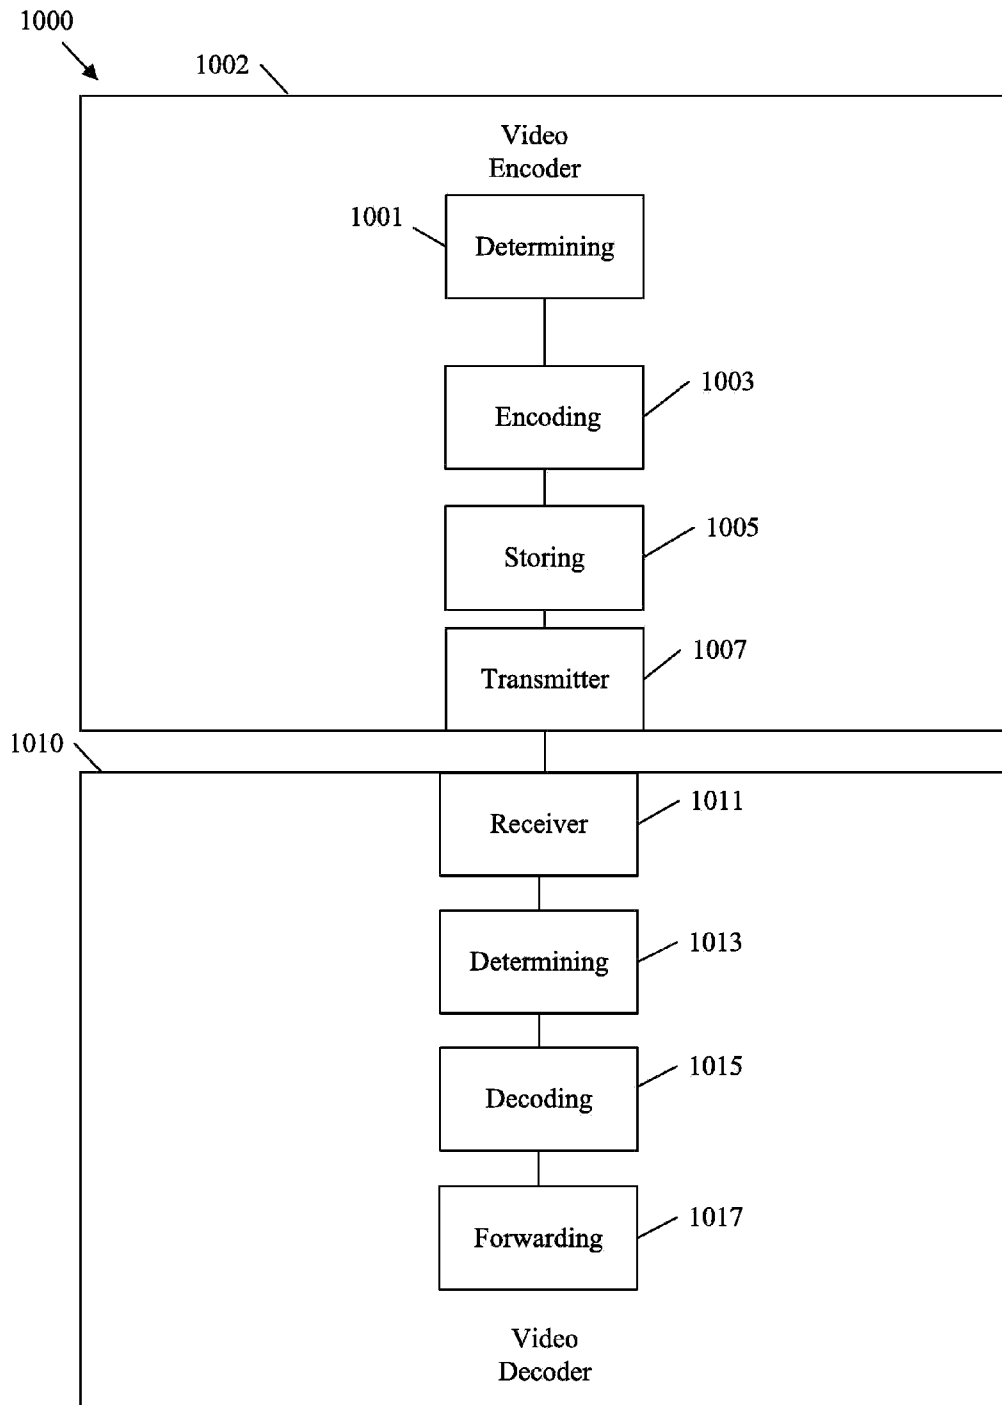 1000
1002
Video
Encoder
1001
Determining
1003
Encoding
1005
Storing
1007
Transmitter
1010
1011
Receiver
1013
Determining
1015
Decoding
1017
Forwarding
Video
Decoder